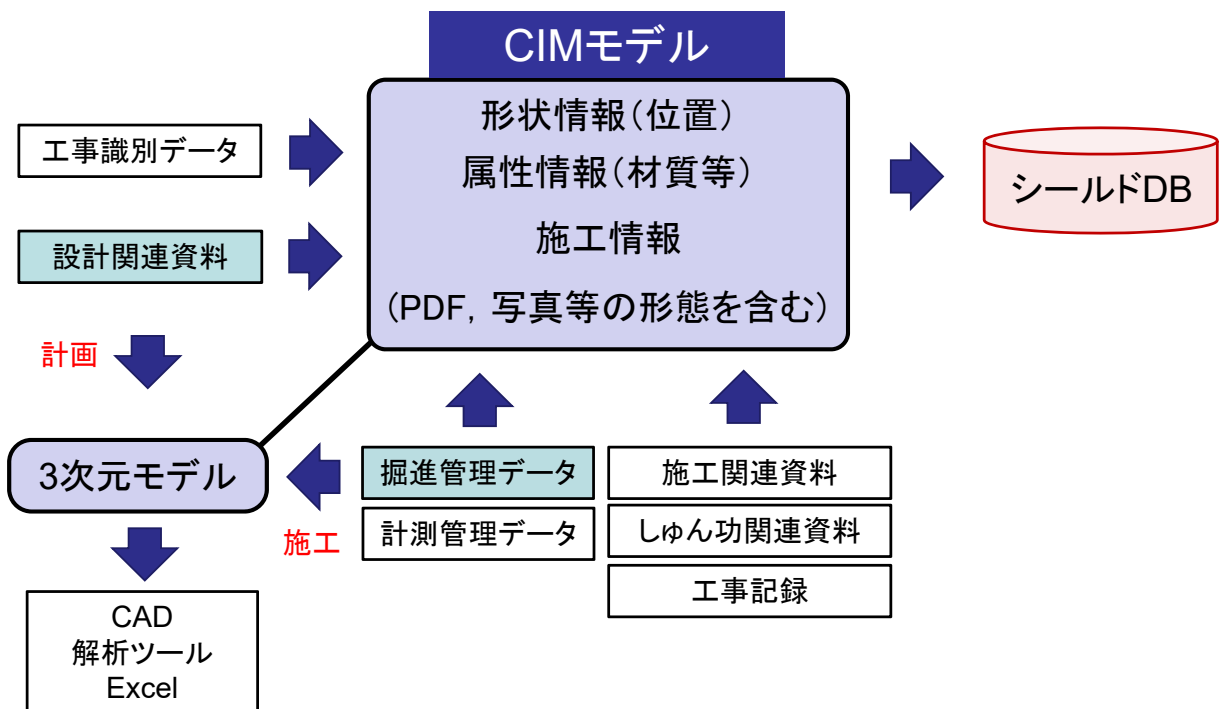 CIMモデル
形状情報（位置）
属性情報（材質等）
施工情報
（PDF，写真等の形態を含む）
工事識別データ
設計関連資料
シールドDB
計画
3次元モデル
施工
掘進管理データ
計測管理データ
施工関連資料
しゅん功関連資料
工事記録
CAD
解析ツール
Excel